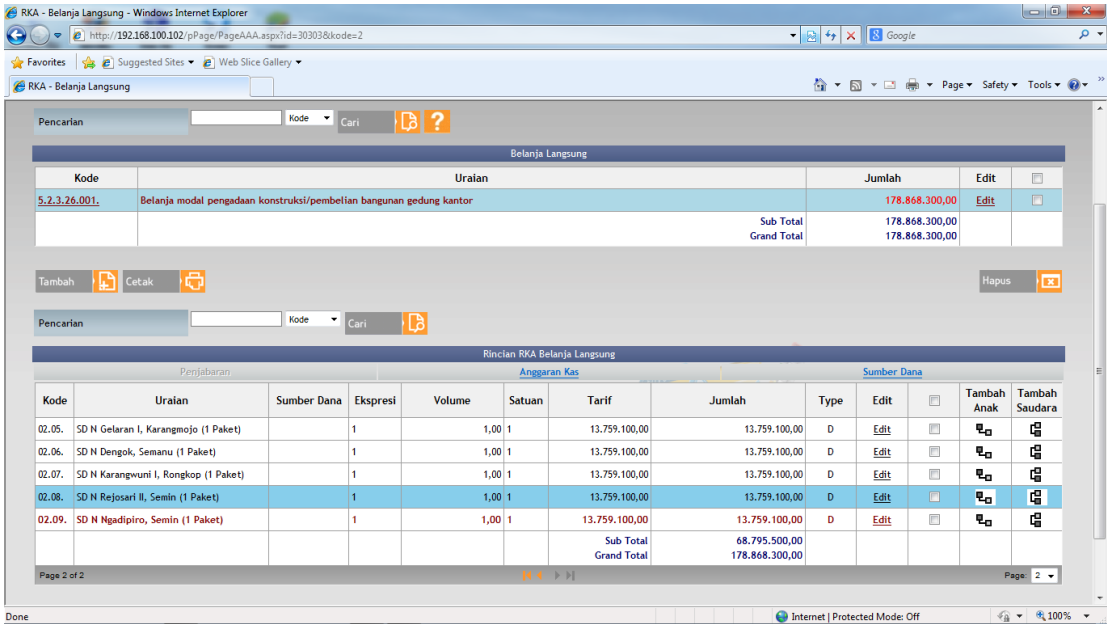 RKA - Belanja Langsung - Windows Internet Explorer
http://192.168.100.102/pPage/PageAAA.aspx?id=30303&kode=2 Google
Favorites Suggested Sites Web Slice Gallery
RKA - Belanja Langsung Page Safety Tools »
Pencarian Kode Cari ?
Belanja Langsung
Kode Uraian Jumlah Edit
5.2.3.26.001. Belanja modal pengadaan konstruksi/pembelian bangunan gedung kantor 178.868.300,00 Edit
Sub Total 178.868.300,00
Grand Total 178.868.300,00
Tambah Cetak Hapus
Pencarian Kode Cari
Rincian RKA Belanja Langsung
Penjabaran Anggaran Kas Sumber Dana
Kode Uraian Sumber Dana Ekspresi Volume Satuan Tarif Jumlah Type Edit Tambah Anak Tambah Saudara
02.05. SD N Gelaran I, Karangmojo (1 Paket) 1 1,00 1 13.759.100,00 13.759.100,00 D Edit
02.06. SD N Dengok, Semanu (1 Paket) 1 1,00 1 13.759.100,00 13.759.100,00 D Edit
02.07. SD N Karangwuni I, Rongkop (1 Paket) 1 1,00 1 13.759.100,00 13.759.100,00 D Edit
02.08. SD N Rejosari II, Semin (1 Paket) 1 1,00 1 13.759.100,00 13.759.100,00 D Edit
02.09. SD N Ngadipiro, Semin (1 Paket) 1 1,00 1 13.759.100,00 13.759.100,00 D Edit
Sub Total 68.795.500,00
Grand Total 178.868.300,00
Page 2 of 2 Page: 2
Done Internet | Protected Mode: Off 100%